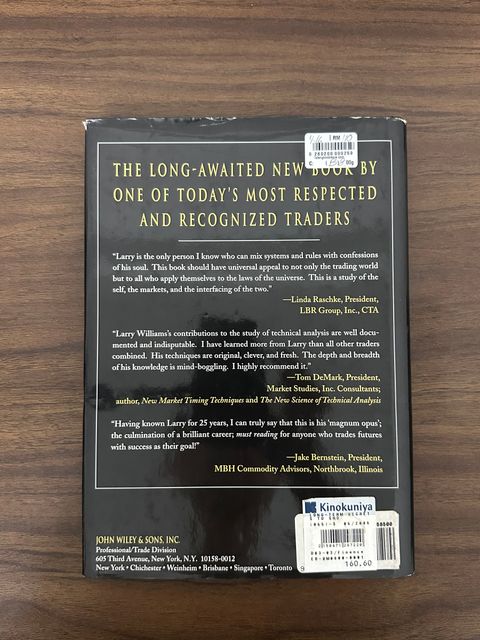 THE LONG-AWAITED NEW BOOK BY
ONE OF TODAY'S MOST RESPECTED
AND RECOGNIZED TRADERS
"Larry is the only person I know who can mix systems and rules with confessions
of his soul. This book should have universal appeal to not only the trading world
but to all who apply themselves to the laws of the universe. This is a study of the
self, the markets, and the interfacing of the two."
—Linda Raschke, President,
LBR Group, Inc., CTA
"Larry Williams's contributions to the study of technical analysis are well docu-
mented and indisputable. I have learned more from Larry than all other traders
combined. His techniques are original, clever, and fresh. The depth and breadth
of his knowledge is mind-boggling. I highly recommend it."
—Tom DeMark, President,
Market Studies, Inc. Consultants;
author, New Market Timing Techniques and The New Science of Technical Analysis
"Having known Larry for 25 years, I can truly say that this is his 'magnum opus';
the culmination of a brilliant career; must reading for anyone who trades futures
with success as their goal!"
—Jake Bernstein, President,
MBH Commodity Advisors, Northbrook, Illinois
Kinokuniya
160.60
JOHN WILEY & SONS, INC.
Professional/Trade Division
605 Third Avenue, New York, N.Y. 10158-0012
New York • Chichester • Weinheim • Brisbane • Singapore • Toronto